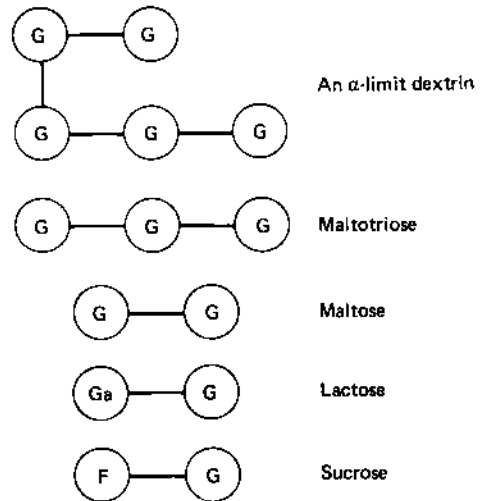 G G
An α-limit dextrin
G G G
G G G Maltotriose
G G Maltose
Ga G Lactose
F G Sucrose